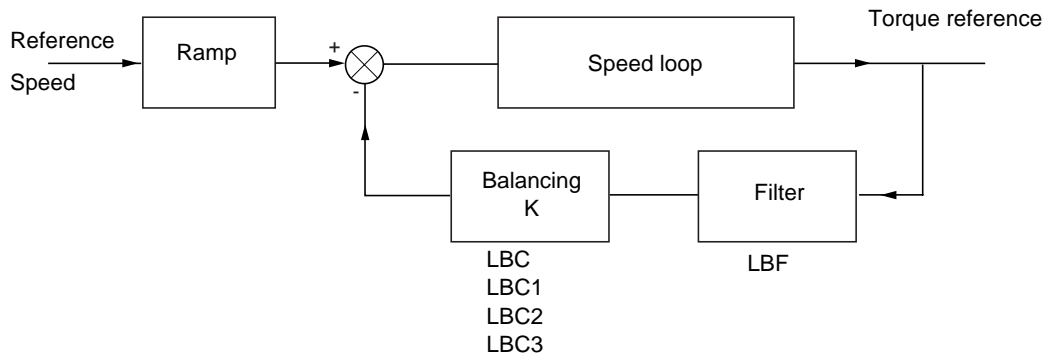 Reference
Speed
Ramp
+
-
Speed loop
Torque reference
Balancing
K
Filter
LBC
LBC1
LBC2
LBC3
LBF